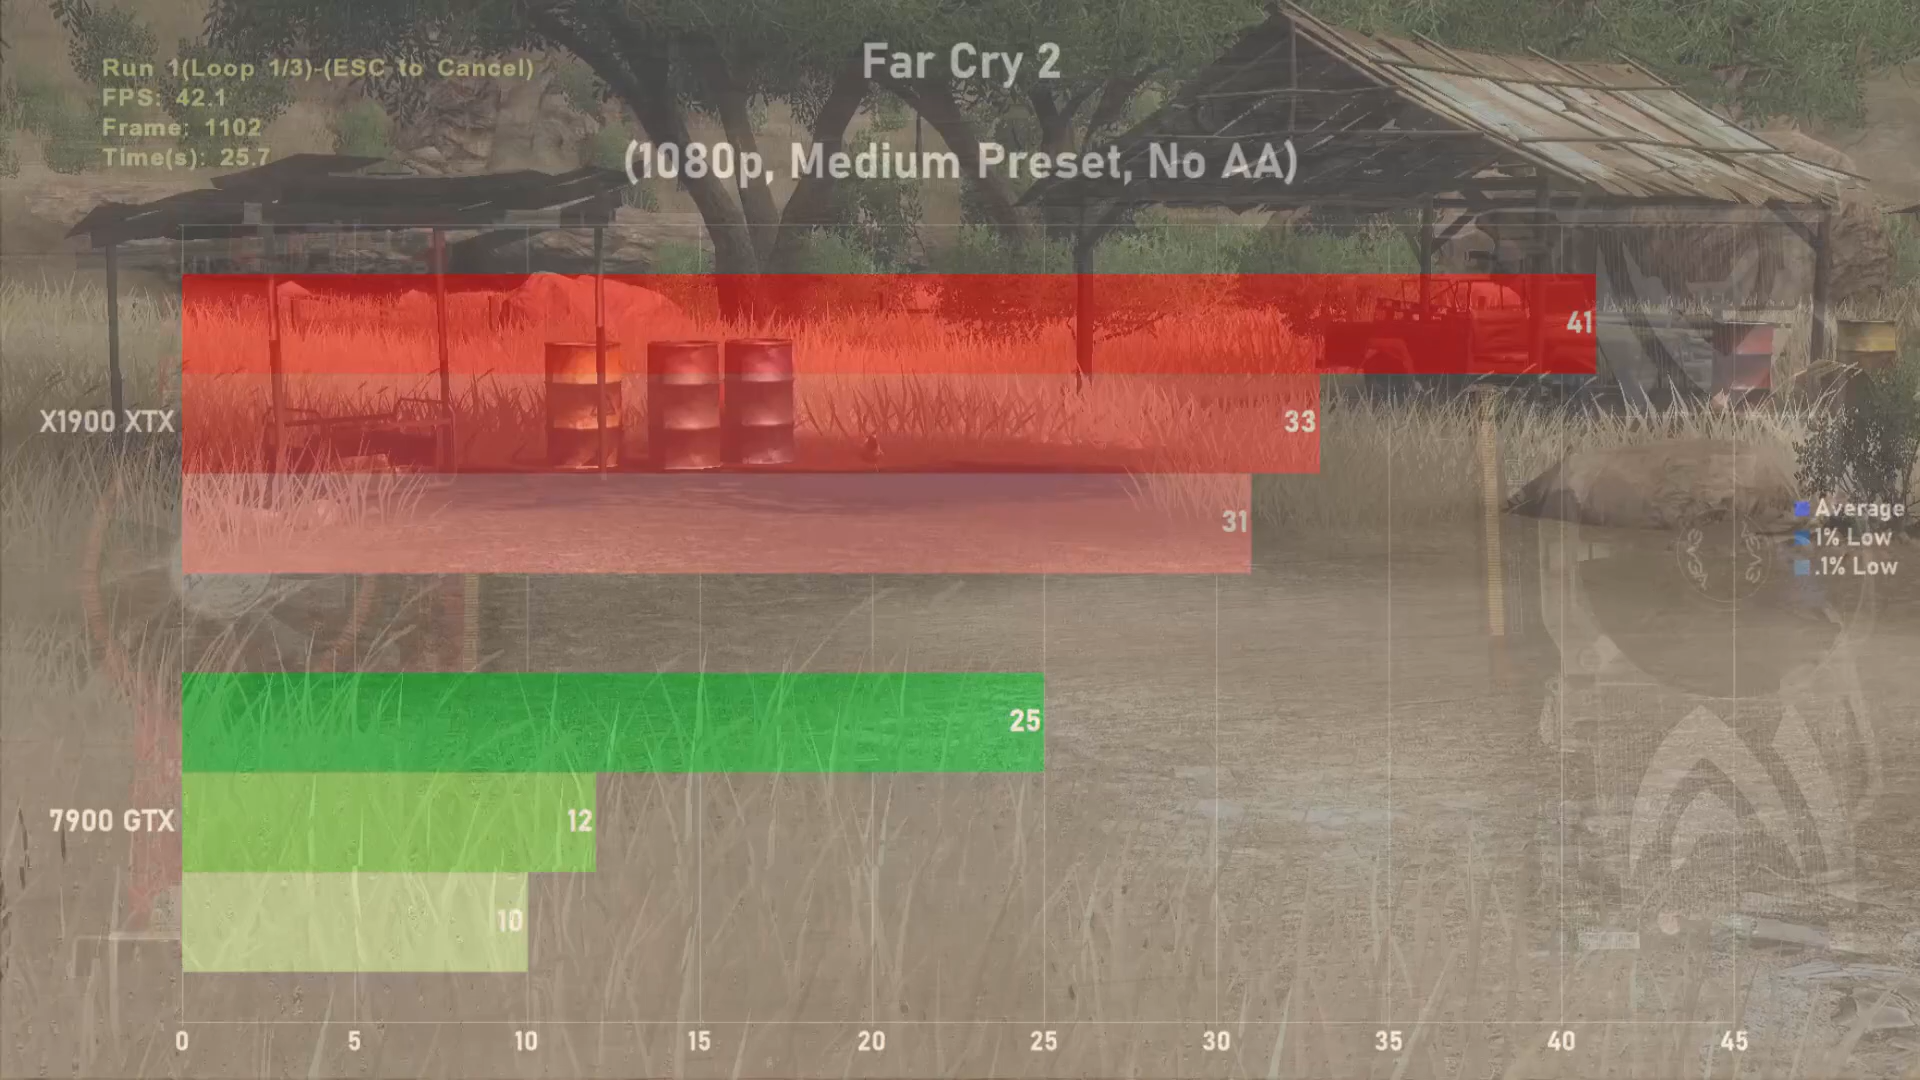 Run 1(Loop 1/3)-(ESC to Cancel)
FPS: 42.1
Frame: 1102
Time(s): 25.7
Far Cry 2
(1080p, Medium Preset, No AA)
41
X1900 XTX
33
31
Average
1% Low
.1% Low
25
7900 GTX
12
10
0 5 10 15 20 25 30 35 40 45